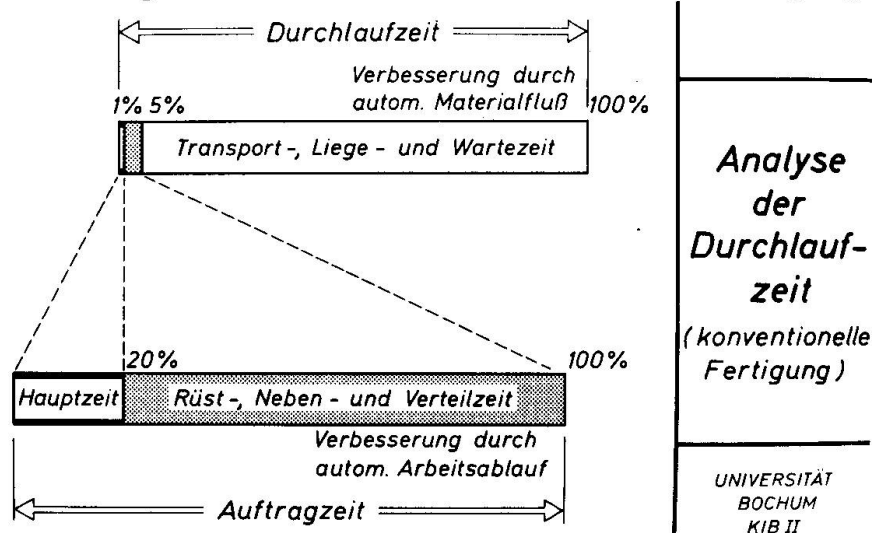 Durchlaufzeit
Verbesserung durch
autom. Materialfluß
1% 5% 100%
Transport-, Liege- und Wartezeit
20% 100%
Hauptzeit Rüst-, Neben- und Verteilzeit
Verbesserung durch
autom. Arbeitsablauf
Auftragzeit
Analyse
der
Durchlauf-
zeit
(konventionelle
Fertigung)
UNIVERSITÄT
BOCHUM
KIB II